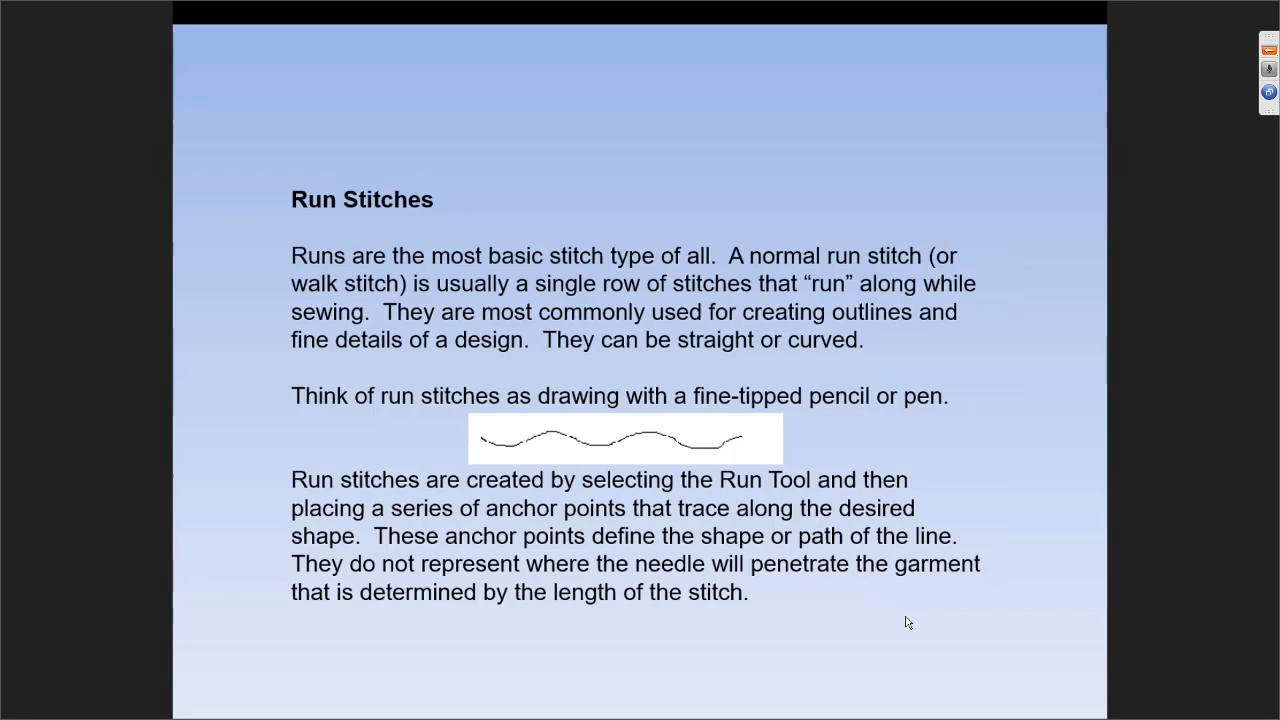 Run Stitches
Runs are the most basic stitch type of all.  A normal run stitch (or
walk stitch) is usually a single row of stitches that “run” along while
sewing.  They are most commonly used for creating outlines and
fine details of a design.  They can be straight or curved.
Think of run stitches as drawing with a fine-tipped pencil or pen.
Run stitches are created by selecting the Run Tool and then
placing a series of anchor points that trace along the desired
shape.  These anchor points define the shape or path of the line.
They do not represent where the needle will penetrate the garment
that is determined by the length of the stitch.